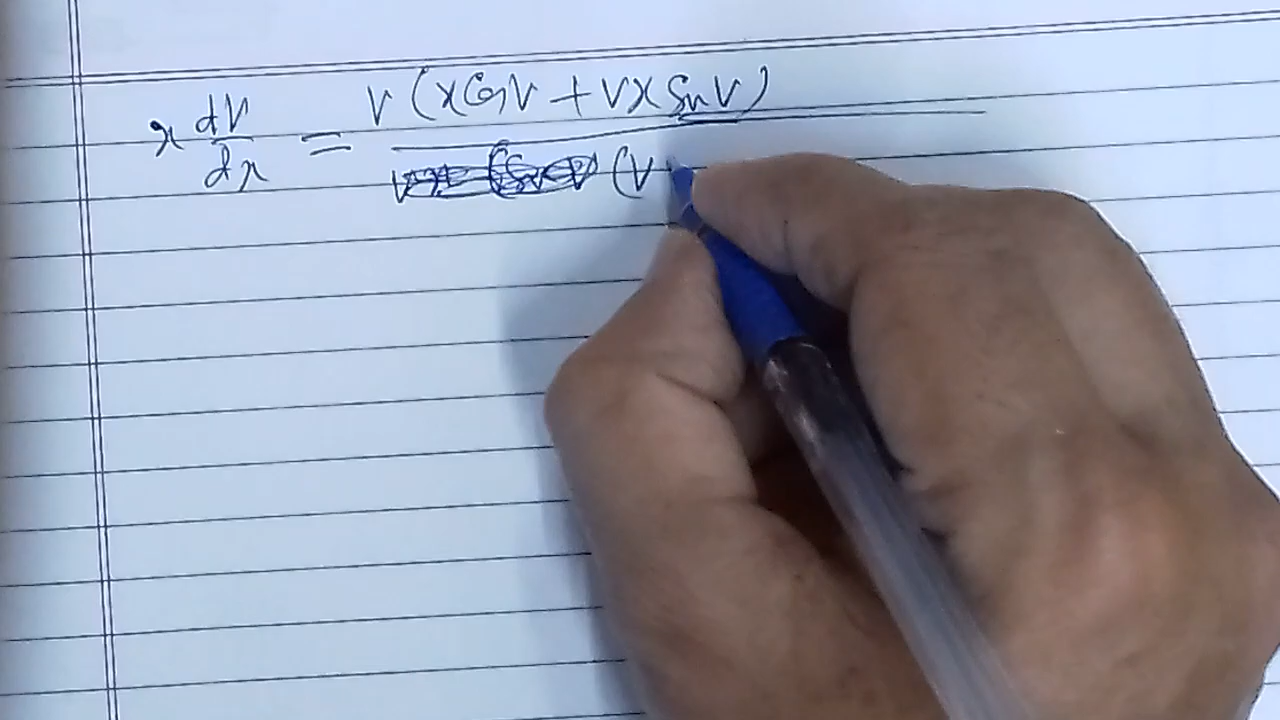 x dV/dx = V (x Cos V + V x Sin V) / (V